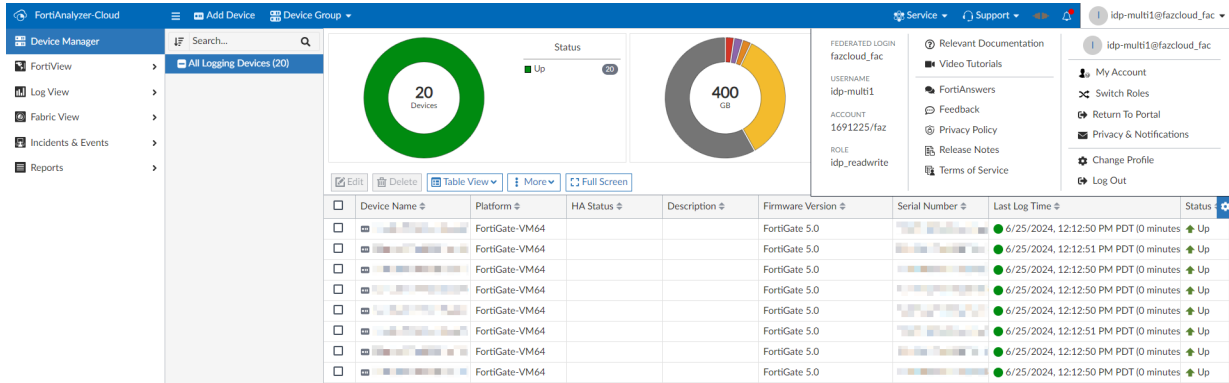 FortiAnalyzer-Cloud
Add Device
Device Group
Service
Support
I
idp-multi1@fazcloud_fac
Device Manager
FortiView
Log View
Fabric View
Incidents & Events
Reports
Search...
All Logging Devices (20)
20
Devices
Status
Up
20
400
GB
FEDERATED LOGIN
fazcloud_fac
USERNAME
idp-multi1
ACCOUNT
1691225/faz
ROLE
idp_readwrite
Relevant Documentation
Video Tutorials
FortiAnswers
Feedback
Privacy Policy
Release Notes
Terms of Service
I
idp-multi1@fazcloud_fac
My Account
Switch Roles
Return To Portal
Privacy & Notifications
Change Profile
Log Out
Edit
Delete
Table View
More
Full Screen
Device Name Platform HA Status Description Firmware Version Serial Number Last Log Time Status
FortiGate-VM64 FortiGate 5.0 6/25/2024, 12:12:50 PM PDT (0 minutes Up
FortiGate-VM64 FortiGate 5.0 6/25/2024, 12:12:51 PM PDT (0 minutes Up
FortiGate-VM64 FortiGate 5.0 6/25/2024, 12:12:50 PM PDT (0 minutes Up
FortiGate-VM64 FortiGate 5.0 6/25/2024, 12:12:50 PM PDT (0 minutes Up
FortiGate-VM64 FortiGate 5.0 6/25/2024, 12:12:50 PM PDT (0 minutes Up
FortiGate-VM64 FortiGate 5.0 6/25/2024, 12:12:51 PM PDT (0 minutes Up
FortiGate-VM64 FortiGate 5.0 6/25/2024, 12:12:50 PM PDT (0 minutes Up
FortiGate-VM64 FortiGate 5.0 6/25/2024, 12:12:50 PM PDT (0 minutes Up